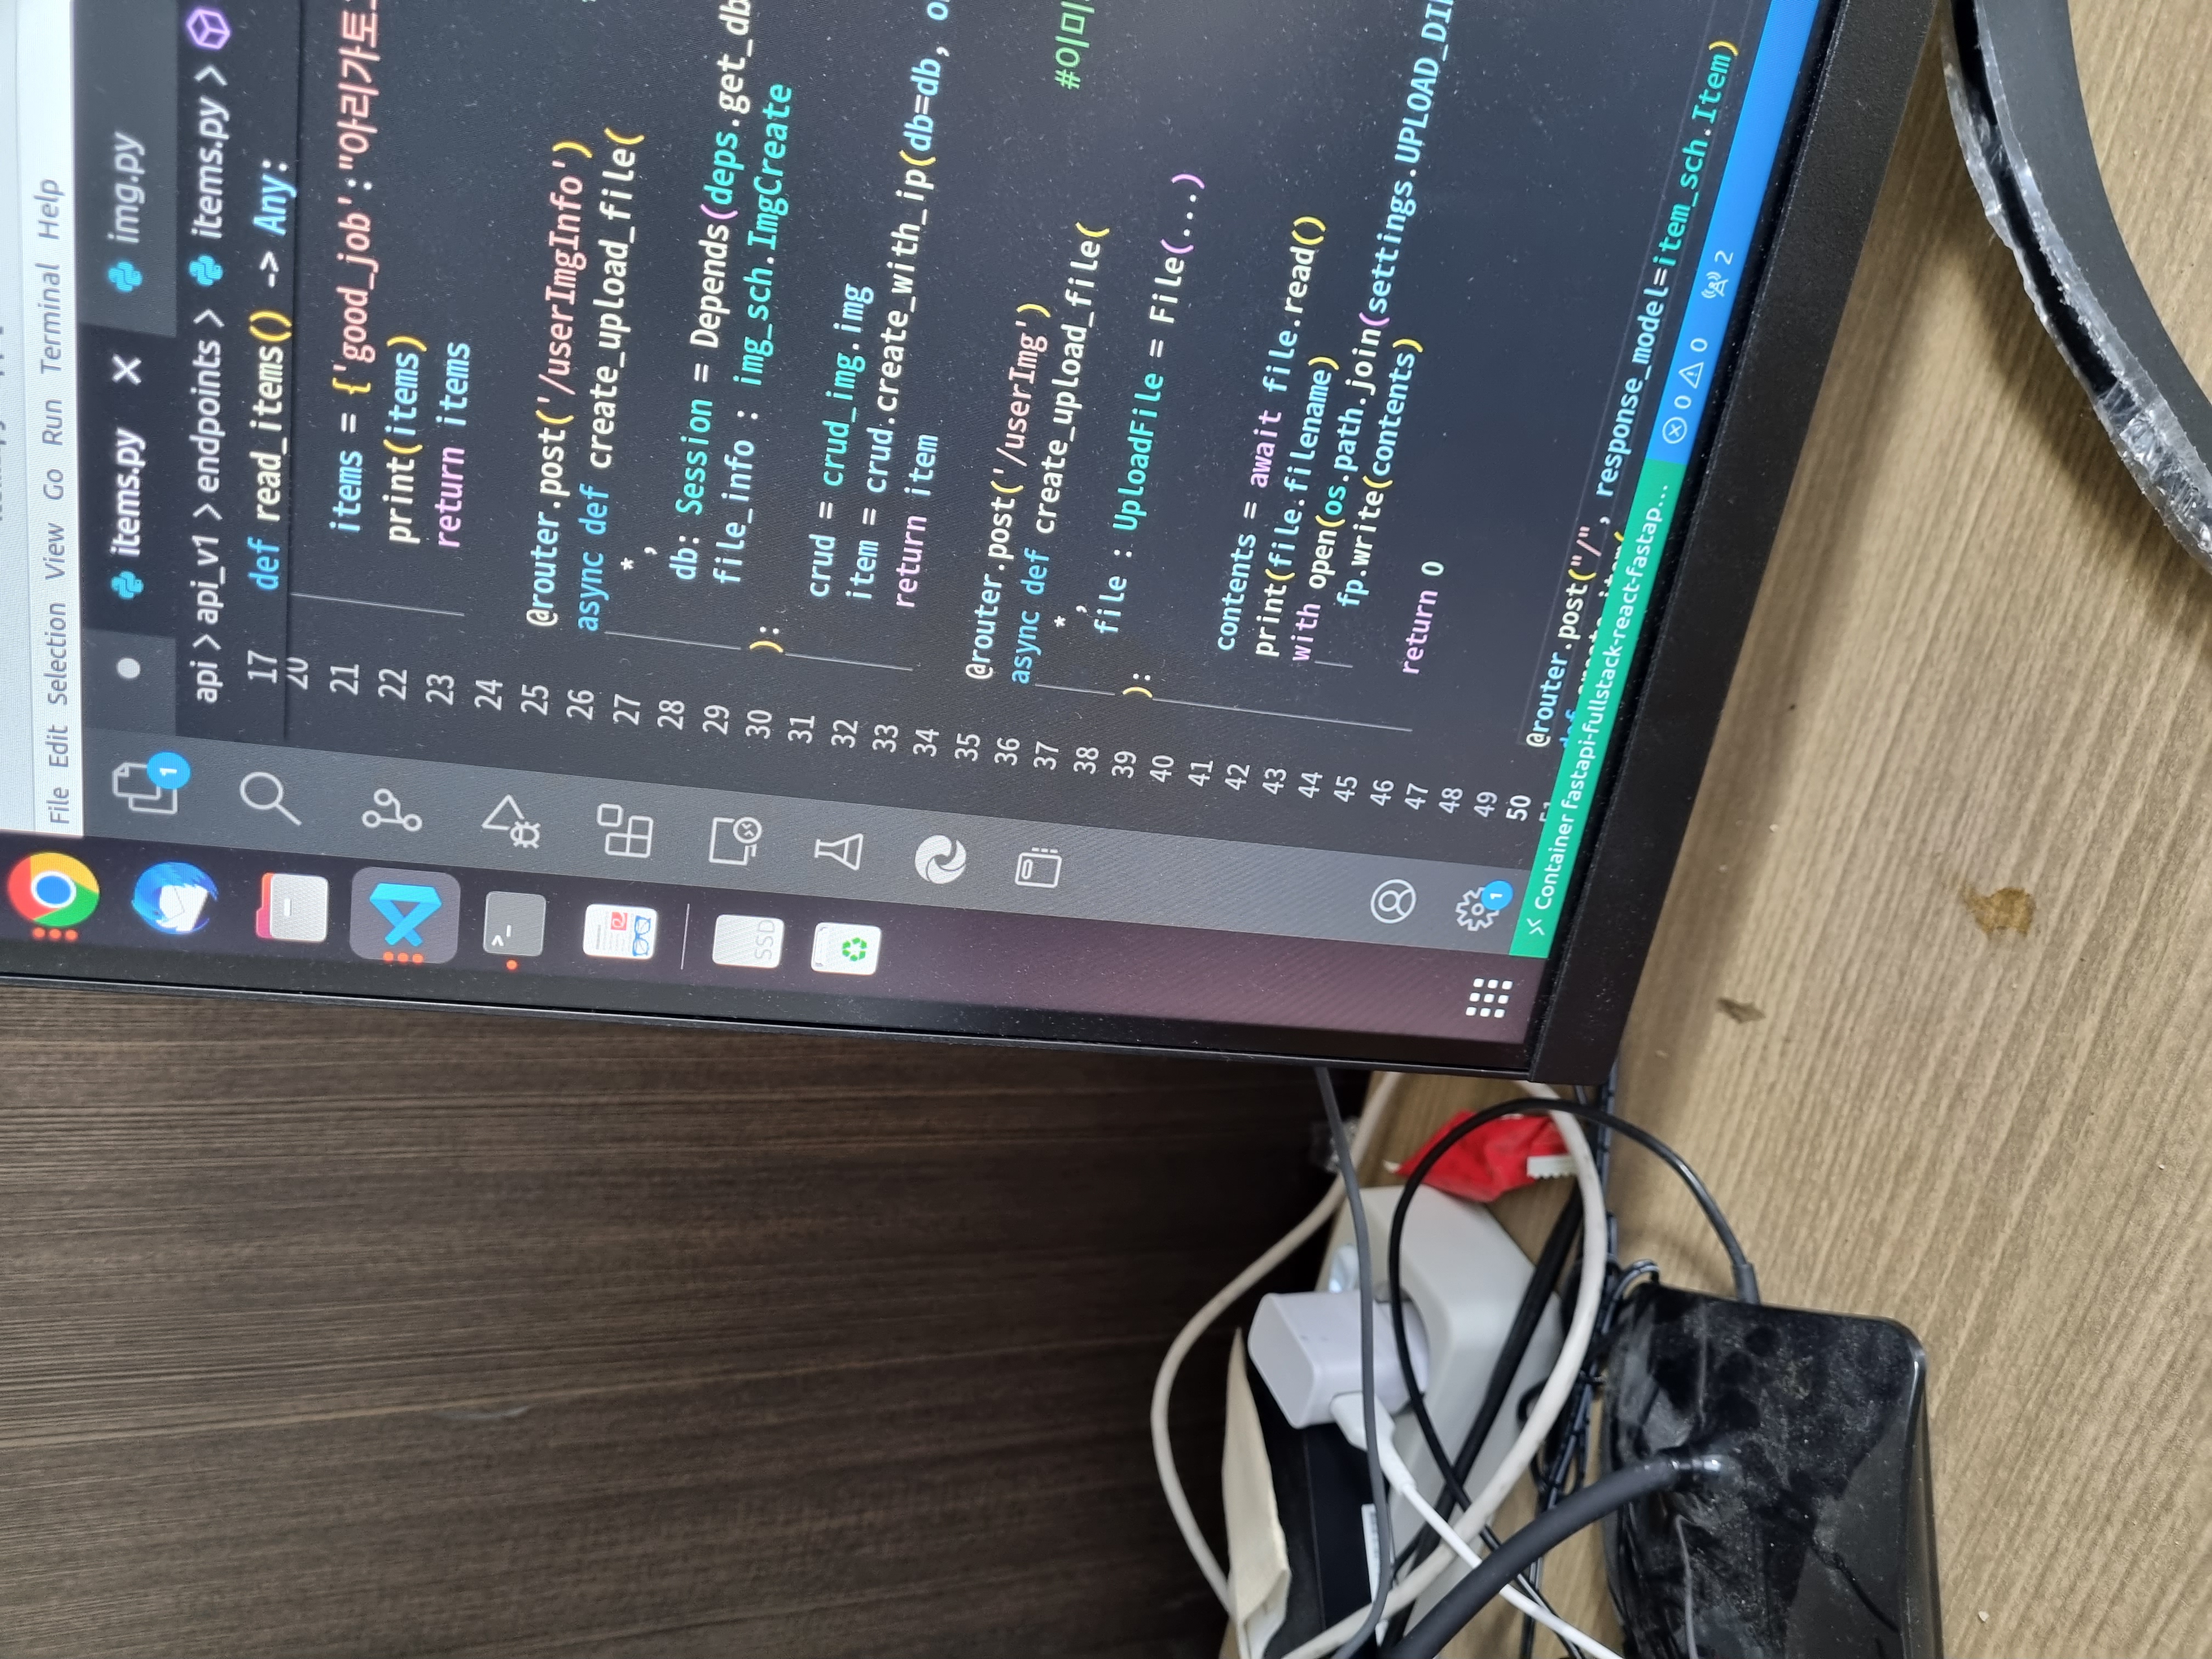 File Edit Selection View Go Run Terminal Help
1
items.py
img.py
api > api_v1 > endpoints > items.py >
17 def read_items() -> Any:
20
21 items = {'good_job':"아리가토
22 print(items)
23 return items
24
25 @router.post('/userImgInfo')
26 async def create_upload_file(
27 *,
28 db: Session = Depends(deps.get_db
29 file_info : img_sch.ImgCreate
30 ):
31
32 crud = crud_img.img
33 item = crud.create_with_ip(db=db,
34 return item
35
36 @router.post('/userImg')
37 async def create_upload_file( #이미
38 *,
39 file : UploadFile = File(...)
40 ):
41
42
43 contents = await file.read()
44 print(file.filename)
45 with open(os.path.join(settings.UPLOAD_DI
46 fp.write(contents)
47
48 return 0
49
50
51 @router.post("/", response_model=item_sch.Item)
SSD
1
Container fastapi-fullstack-react-fastap...
0 0 2